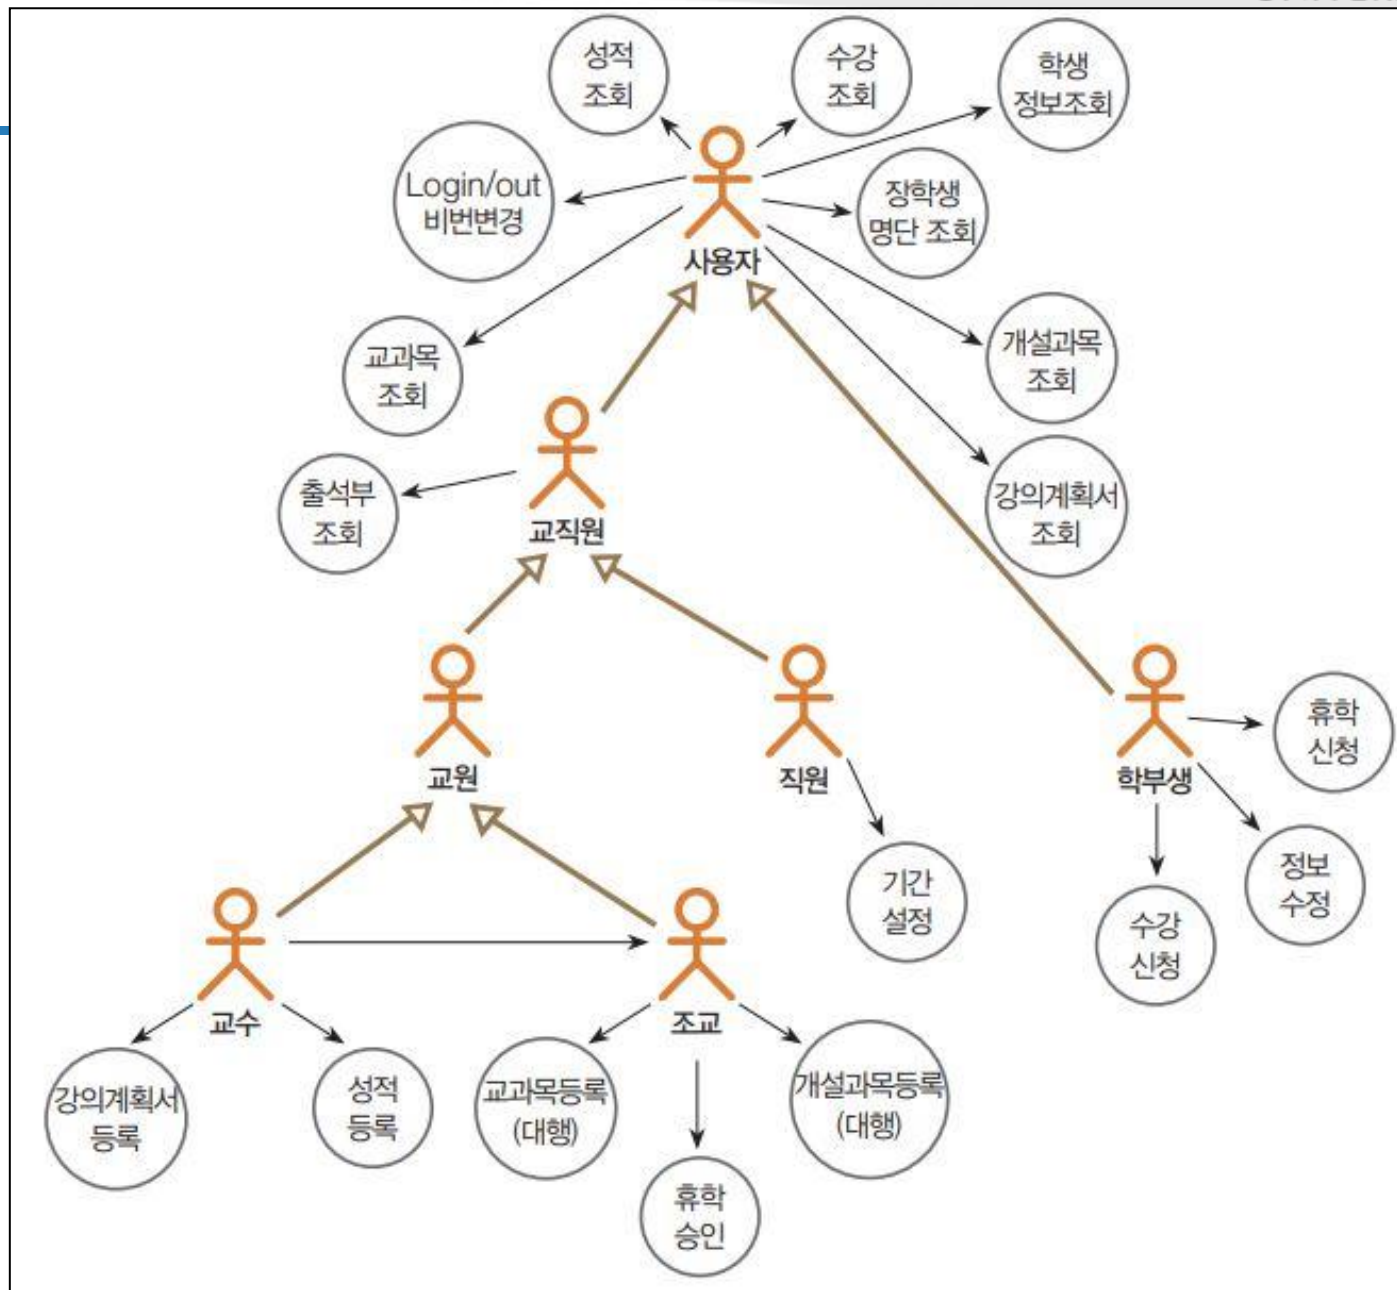 성적
조회
수강
조회
학생
정보조회
Login/out
비번변경
장학생
명단 조회
사용자
교과목
조회
개설과목
조회
출석부
조회
교직원
강의계획서
조회
교원
직원
학부생
휴학
신청
기간
설정
정보
수정
수강
신청
교수
조교
강의계획서
등록
성적
등록
교과목등록
(대행)
개설과목등록
(대행)
휴학
승인